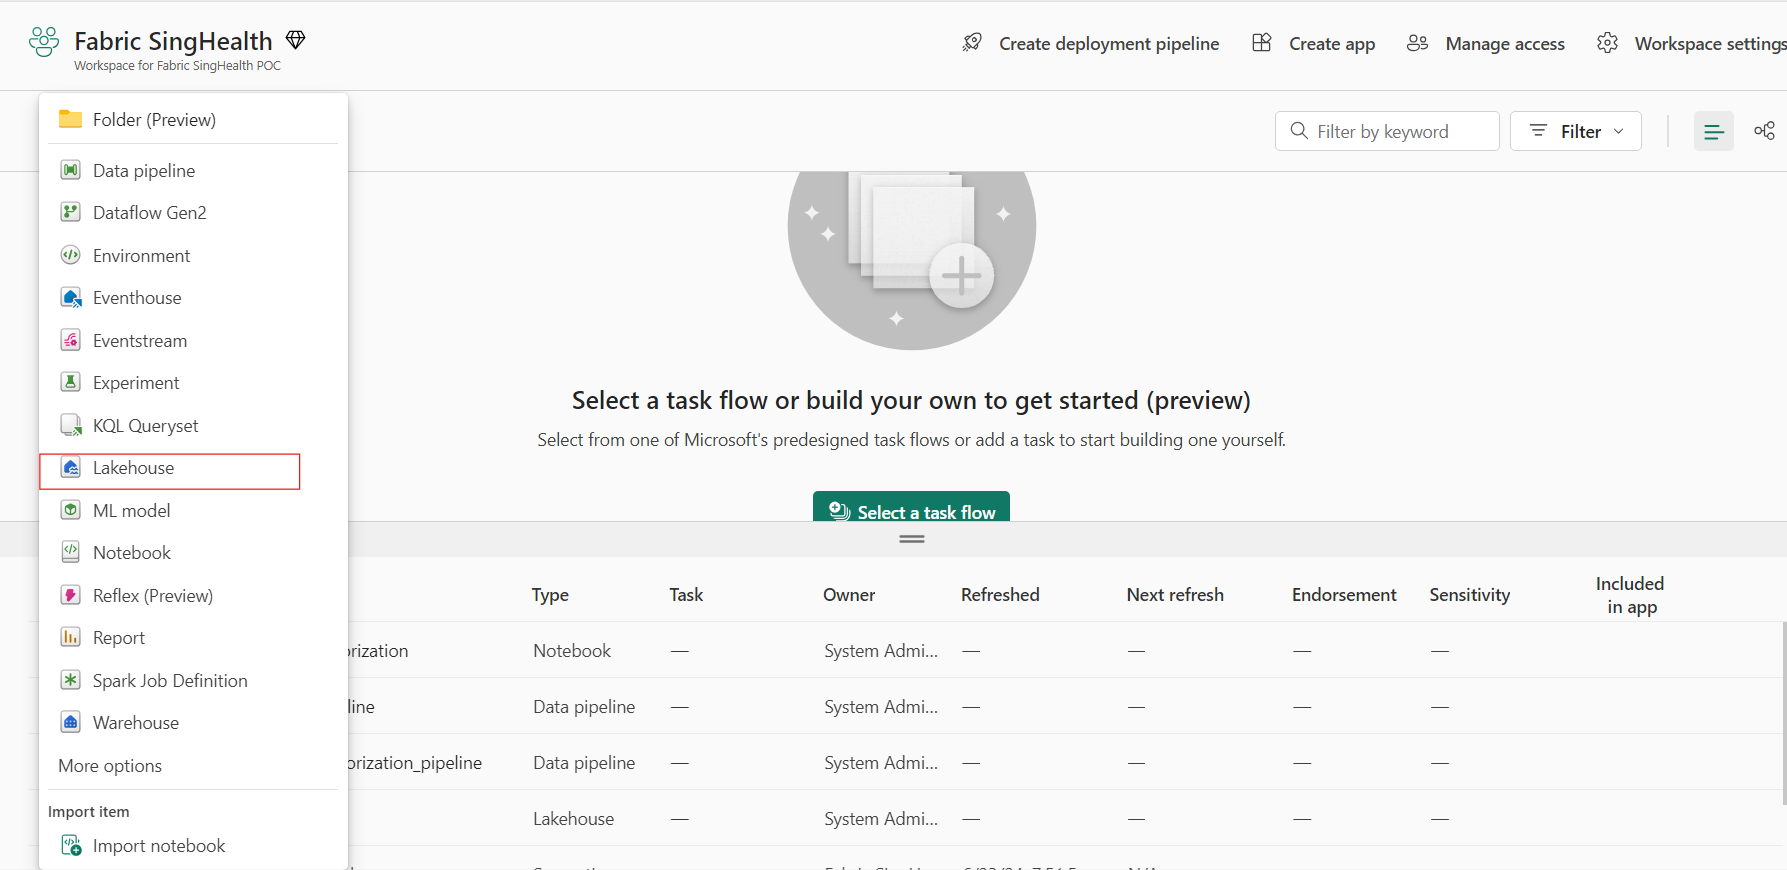 Fabric SingHealth
Workspace for Fabric SingHealth POC
Create deployment pipeline
Create app
Manage access
Workspace settings
Folder (Preview)
Data pipeline
Dataflow Gen2
Environment
Eventhouse
Eventstream
Experiment
KQL Queryset
Lakehouse
ML model
Notebook
Reflex (Preview)
Report
Spark Job Definition
Warehouse
More options
Import item
Import notebook
Filter by keyword
Filter
Select a task flow or build your own to get started (preview)
Select from one of Microsoft's predesigned task flows or add a task to start building one yourself.
Select a task flow
Type Task Owner Refreshed Next refresh Endorsement Sensitivity Included
in app
orization Notebook — System Admi... — — — —
line Data pipeline — System Admi... — — — —
orization_pipeline Data pipeline — System Admi... — — — —
Lakehouse — System Admi... — — — —